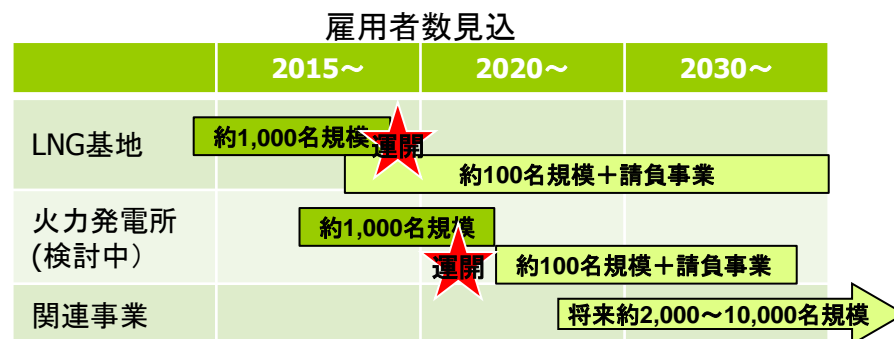 雇用者数見込
2015～ 2020～ 2030～
LNG基地
約1,000名規模
運開
約100名規模＋請負事業
火力発電所
(検討中）
約1,000名規模
運開
約100名規模＋請負事業
関連事業
将来約2,000～10,000名規模